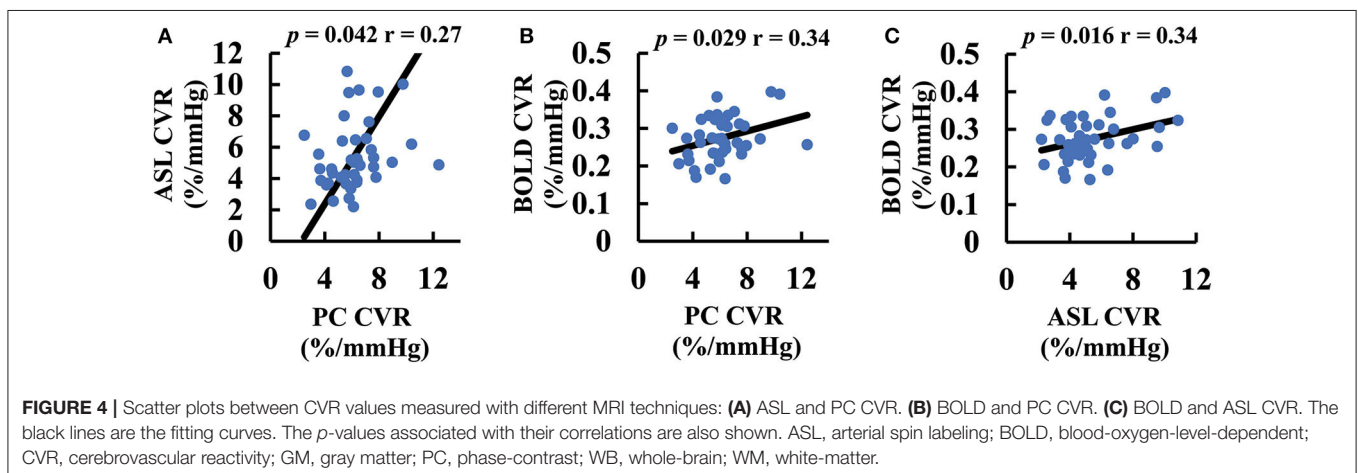 A
p = 0.042 r = 0.27
ASL CVR
(%/mmHg)
12
10
8
6
4
2
0
0 4 8 12
PC CVR
(%/mmHg)
B
p = 0.029 r = 0.34
BOLD CVR
(%/mmHg)
0.5
0.4
0.3
0.2
0.1
0
0 4 8 12
PC CVR
(%/mmHg)
C
p = 0.016 r = 0.34
BOLD CVR
(%/mmHg)
0.5
0.4
0.3
0.2
0.1
0
0 4 8 12
ASL CVR
(%/mmHg)
FIGURE 4 | Scatter plots between CVR values measured with different MRI techniques: (A) ASL and PC CVR. (B) BOLD and PC CVR. (C) BOLD and ASL CVR. The
black lines are the fitting curves. The p-values associated with their correlations are also shown. ASL, arterial spin labeling; BOLD, blood-oxygen-level-dependent;
CVR, cerebrovascular reactivity; GM, gray matter; PC, phase-contrast; WB, whole-brain; WM, white-matter.